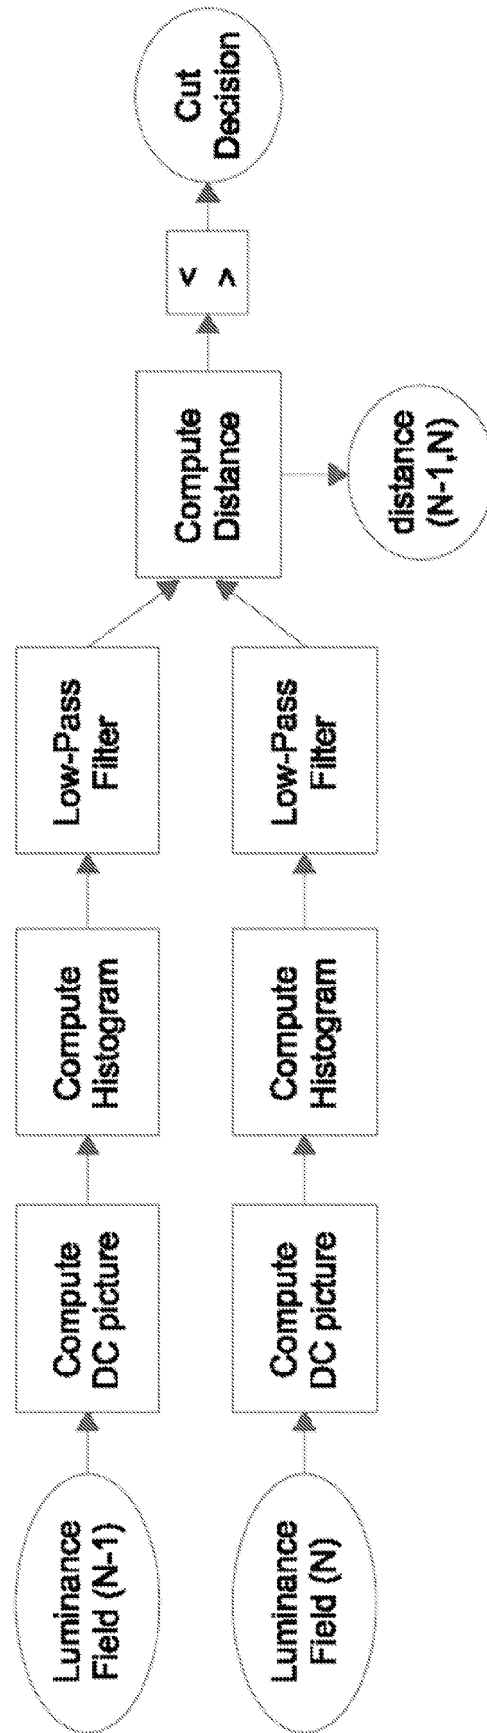 Luminance
Field (N-1)
Compute
DC picture
Compute
Histogram
Low-Pass
Filter
Luminance
Field (N)
Compute
DC picture
Compute
Histogram
Low-Pass
Filter
Compute
Distance
distance
(N-1,N)
<
>
Cut
Decision